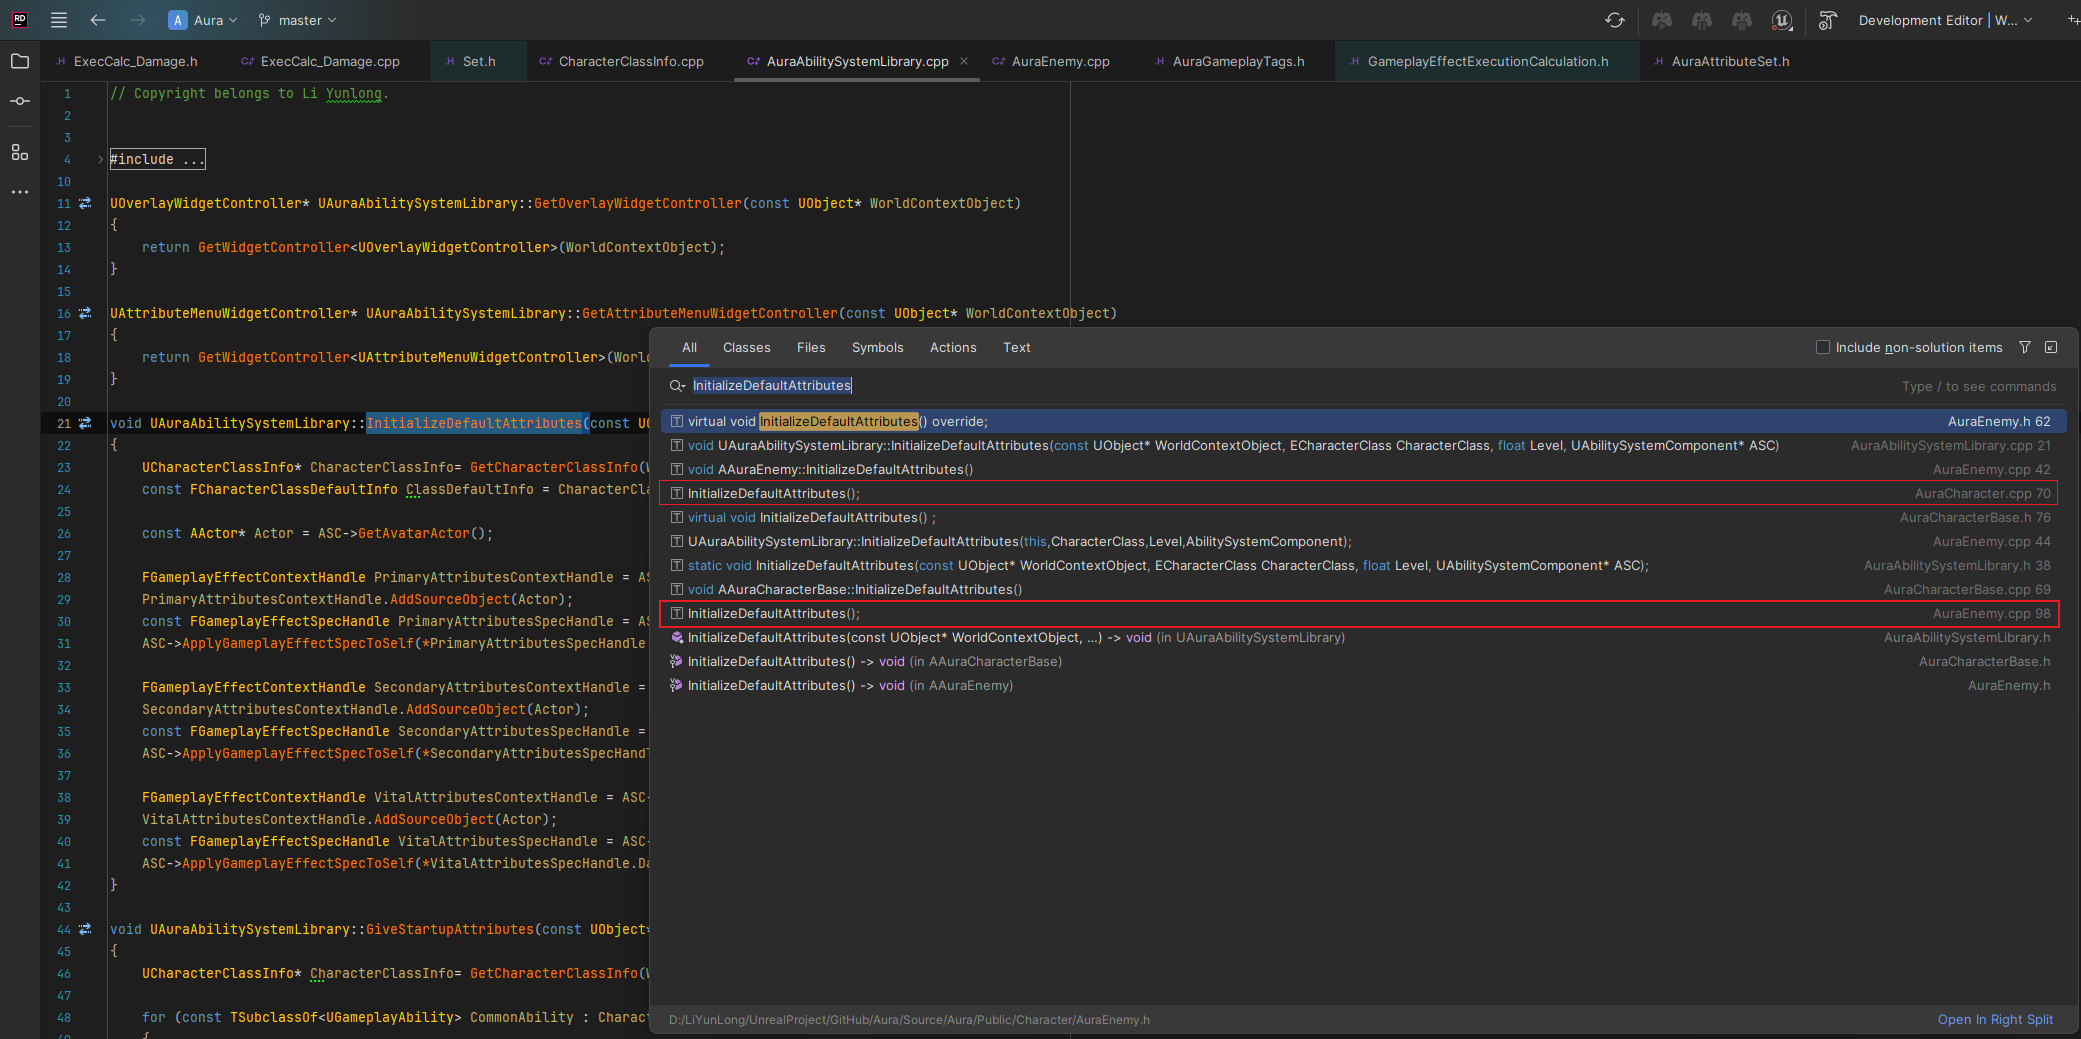 RD
A Aura
master
Development Editor | W...
ExecCalc_Damage.h
ExecCalc_Damage.cpp
Set.h
CharacterClassInfo.cpp
AuraAbilitySystemLibrary.cpp
AuraEnemy.cpp
AuraGameplayTags.h
GameplayEffectExecutionCalculation.h
AuraAttributeSet.h
1 // Copyright belongs to Li Yunlong.
2
3
4 #include ...
10
11 UOverlayWidgetController* UAuraAbilitySystemLibrary::GetOverlayWidgetController(const UObject* WorldContextObject)
12 {
13 return GetWidgetController<UOverlayWidgetController>(WorldContextObject);
14 }
15
16 UAttributeMenuWidgetController* UAuraAbilitySystemLibrary::GetAttributeMenuWidgetController(const UObject* WorldContextObject)
17 {
18 return GetWidgetController<UAttributeMenuWidgetController>(Worl
19 }
20
21 void UAuraAbilitySystemLibrary::InitializeDefaultAttributes(const UO
22 {
23 UCharacterClassInfo* CharacterClassInfo= GetCharacterClassInfo(W
24 const FCharacterClassDefaultInfo ClassDefaultInfo = CharacterCla
25
26 const AActor* Actor = ASC->GetAvatarActor();
27
28 FGameplayEffectContextHandle PrimaryAttributesContextHandle = AS
29 PrimaryAttributesContextHandle.AddSourceObject(Actor);
30 const FGameplayEffectSpecHandle PrimaryAttributesSpecHandle = AS
31 ASC->ApplyGameplayEffectSpecToSelf(*PrimaryAttributesSpecHandle
32
33 FGameplayEffectContextHandle SecondaryAttributesContextHandle =
34 SecondaryAttributesContextHandle.AddSourceObject(Actor);
35 const FGameplayEffectSpecHandle SecondaryAttributesSpecHandle =
36 ASC->ApplyGameplayEffectSpecToSelf(*SecondaryAttributesSpecHandl
37
38 FGameplayEffectContextHandle VitalAttributesContextHandle = ASC-
39 VitalAttributesContextHandle.AddSourceObject(Actor);
40 const FGameplayEffectSpecHandle VitalAttributesSpecHandle = ASC-
41 ASC->ApplyGameplayEffectSpecToSelf(*VitalAttributesSpecHandle.Da
42 }
43
44 void UAuraAbilitySystemLibrary::GiveStartupAttributes(const UObject*
45 {
46 UCharacterClassInfo* CharacterClassInfo= GetCharacterClassInfo(W
47
48 for (const TSubclassOf<UGameplayAbility> CommonAbility : Charact
{
All Classes Files Symbols Actions Text
Include non-solution items
InitializeDefaultAttributes
Type / to see commands
virtual void InitializeDefaultAttributes() override; AuraEnemy.h 62
void UAuraAbilitySystemLibrary::InitializeDefaultAttributes(const UObject* WorldContextObject, ECharacterClass CharacterClass, float Level, UAbilitySystemComponent* ASC) AuraAbilitySystemLibrary.cpp 21
void AAuraEnemy::InitializeDefaultAttributes() AuraEnemy.cpp 42
InitializeDefaultAttributes(); AuraCharacter.cpp 70
virtual void InitializeDefaultAttributes() ; AuraCharacterBase.h 76
UAuraAbilitySystemLibrary::InitializeDefaultAttributes(this,CharacterClass,Level,AbilitySystemComponent); AuraEnemy.cpp 44
static void InitializeDefaultAttributes(const UObject* WorldContextObject, ECharacterClass CharacterClass, float Level, UAbilitySystemComponent* ASC); AuraAbilitySystemLibrary.h 38
void AAuraCharacterBase::InitializeDefaultAttributes() AuraCharacterBase.cpp 69
InitializeDefaultAttributes(); AuraEnemy.cpp 98
InitializeDefaultAttributes(const UObject* WorldContextObject, ...) -> void (in UAuraAbilitySystemLibrary) AuraAbilitySystemLibrary.h
InitializeDefaultAttributes() -> void (in AAuraCharacterBase) AuraCharacterBase.h
InitializeDefaultAttributes() -> void (in AAuraEnemy) AuraEnemy.h
D:/LiYunLong/UnrealProject/GitHub/Aura/Source/Aura/Public/Character/AuraEnemy.h
Open In Right Split